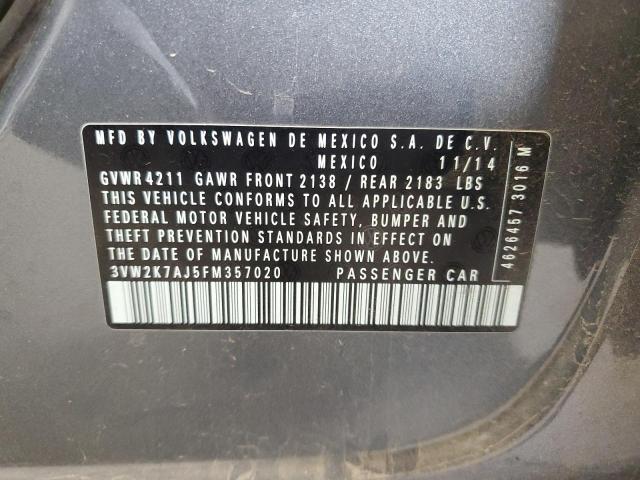 MFD BY VOLKSWAGEN DE MEXICO S.A. DE C.V.
MEXICO 11/14
GVWR 4211 GAWR FRONT 2138 / REAR 2183 LBS
THIS VEHICLE CONFORMS TO ALL APPLICABLE U.S.
FEDERAL MOTOR VEHICLE SAFETY, BUMPER AND
THEFT PREVENTION STANDARDS IN EFFECT ON
THE DATE OF MANUFACTURE SHOWN ABOVE.
3VW2K7AJ5FM357020 PASSENGER CAR
4626457 3016 M